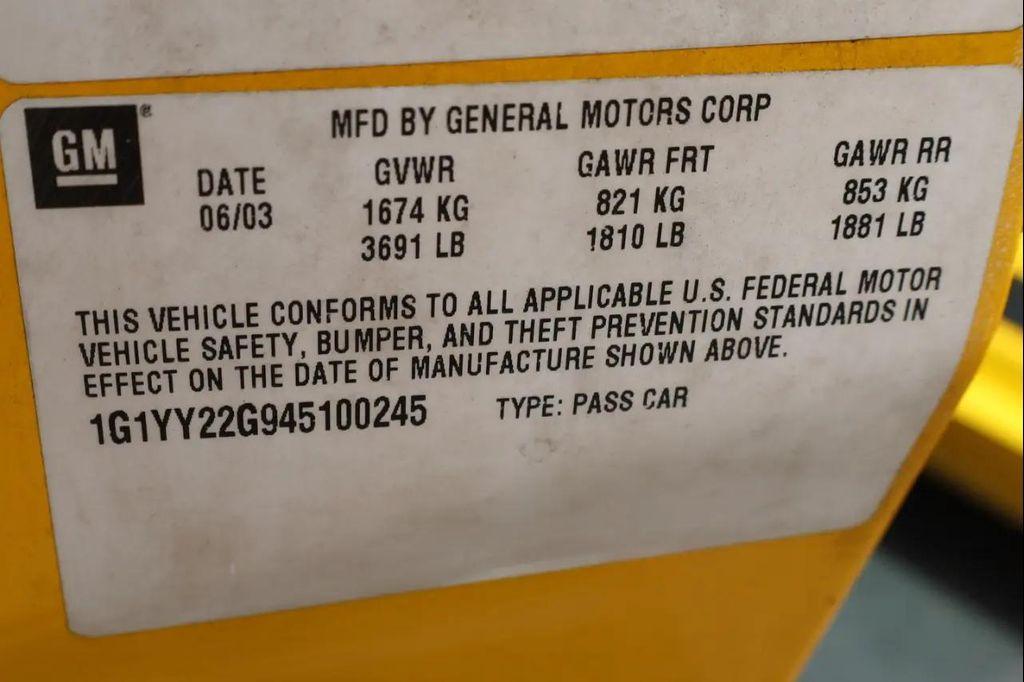 GM ®
MFD BY GENERAL MOTORS CORP
DATE GVWR GAWR FRT GAWR RR
06/03 1674 KG 821 KG 853 KG
3691 LB 1810 LB 1881 LB
THIS VEHICLE CONFORMS TO ALL APPLICABLE U.S. FEDERAL MOTOR
VEHICLE SAFETY, BUMPER, AND THEFT PREVENTION STANDARDS IN
EFFECT ON THE DATE OF MANUFACTURE SHOWN ABOVE.
1G1YY22G945100245 TYPE: PASS CAR